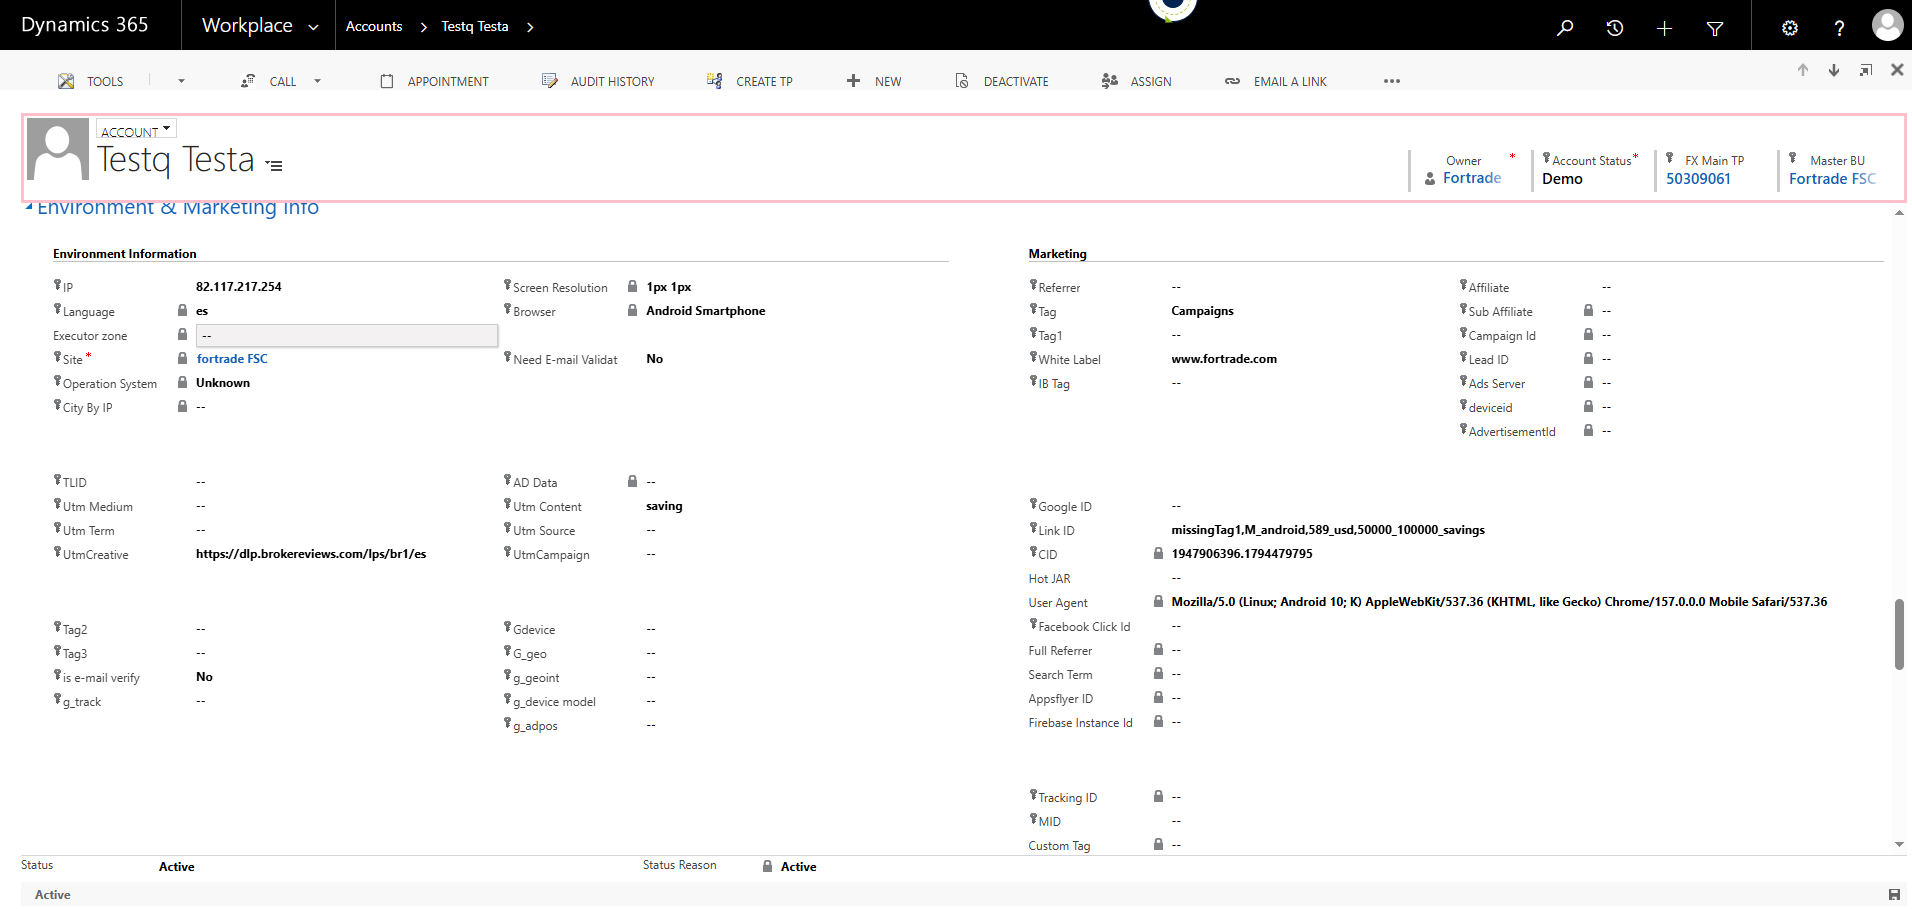 Dynamics 365 Workplace Accounts Testq Testa
TOOLS CALL APPOINTMENT AUDIT HISTORY CREATE TP NEW DEACTIVATE ASSIGN EMAIL A LINK
ACCOUNT
Testq Testa
Owner * Account Status* FX Main TP Master BU
Fortrade Demo 50309061 Fortrade FSC
Environment & Marketing Info
Environment Information
IP 82.117.217.254 Screen Resolution 1px 1px
Language es Browser Android Smartphone
Executor zone --
Site * fortrade FSC Need E-mail Validat No
Operation System Unknown
City By IP --
TLID -- AD Data --
Utm Medium -- Utm Content saving
Utm Term -- Utm Source --
UtmCreative https://dlp.brokereviews.com/lps/br1/es UtmCampaign --
Tag2 -- Gdevice --
Tag3 -- G_geo --
is e-mail verify No g_geoint --
g_track -- g_device model --
g_adpos --
Marketing
Referrer -- Affiliate --
Tag Campaigns Sub Affiliate --
Tag1 -- Campaign Id --
White Label www.fortrade.com Lead ID --
IB Tag -- Ads Server --
deviceid --
AdvertisementId --
Google ID --
Link ID missingTag1,M_android,589_usd,50000_100000_savings
CID 1947906396.1794479795
Hot JAR --
User Agent Mozilla/5.0 (Linux; Android 10; K) AppleWebKit/537.36 (KHTML, like Gecko) Chrome/157.0.0.0 Mobile Safari/537.36
Facebook Click Id --
Full Referrer --
Search Term --
Appsflyer ID --
Firebase Instance Id --
Tracking ID --
MID --
Custom Tag --
Status Active Status Reason Active
Active